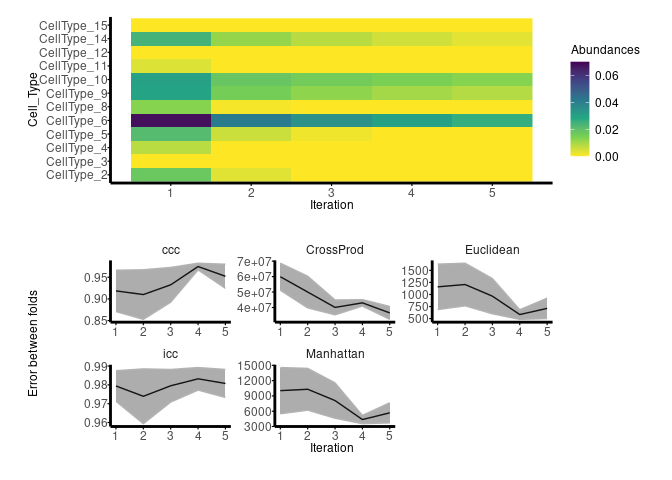 CellType_15
CellType_14
CellType_12
CellType_11
CellType_10
CellType_9
CellType_8
CellType_6
CellType_5
CellType_4
CellType_3
CellType_2
Cell_Type
1 2 3 4 5
Iteration
Abundances
0.06
0.04
0.02
0.00
Error between folds
ccc
0.95
0.90
0.85
1 2 3 4 5
CrossProd
7e+07
6e+07
5e+07
4e+07
1 2 3 4 5
Euclidean
1500
1250
1000
750
500
1 2 3 4 5
icc
0.99
0.98
0.97
0.96
1 2 3 4 5
Manhattan
15000
12000
9000
6000
3000
1 2 3 4 5
Iteration